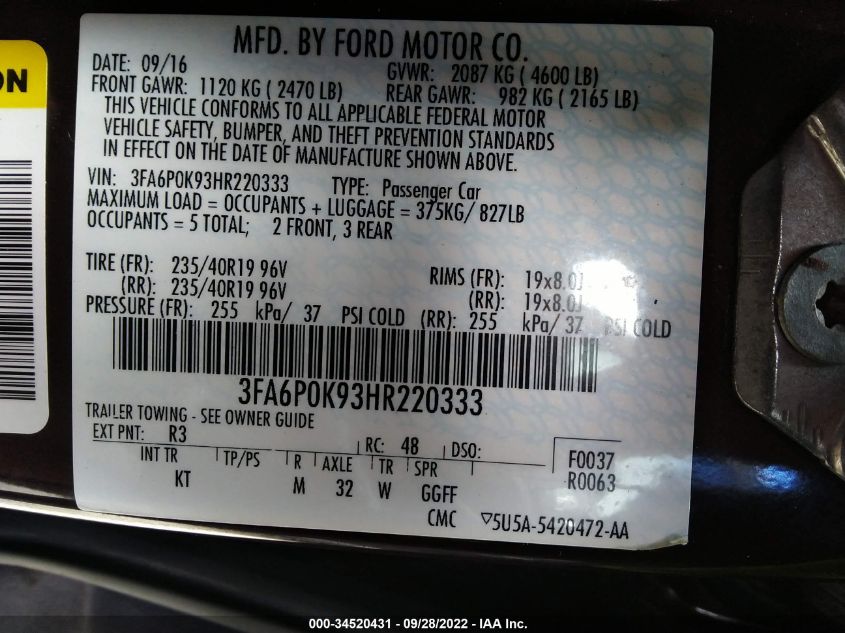 ON
MFD. BY FORD MOTOR CO.
DATE: 09/16 GVWR: 2087 KG ( 4600 LB)
FRONT GAWR: 1120 KG ( 2470 LB) REAR GAWR: 982 KG ( 2165 LB)
THIS VEHICLE CONFORMS TO ALL APPLICABLE FEDERAL MOTOR
VEHICLE SAFETY, BUMPER, AND THEFT PREVENTION STANDARDS
IN EFFECT ON THE DATE OF MANUFACTURE SHOWN ABOVE.
VIN: 3FA6P0K93HR220333 TYPE: Passenger Car
MAXIMUM LOAD = OCCUPANTS + LUGGAGE = 375KG/ 827LB
OCCUPANTS = 5 TOTAL; 2 FRONT, 3 REAR
TIRE (FR): 235/40R19 96V RIMS (FR): 19x8.0J
(RR): 235/40R19 96V (RR): 19x8.0J
PRESSURE (FR): 255 kPa/ 37 PSI COLD (RR): 255 kPa/ 37 PSI COLD
3FA6P0K93HR220333
TRAILER TOWING - SEE OWNER GUIDE
EXT PNT: R3 RC: 48 DSO: F0037
INT TR TP/PS R AXLE TR SPR R0063
KT M 32 W GGFF
CMC ▽5U5A-5420472-AA
000-34520431 - 09/28/2022 - IAA Inc.